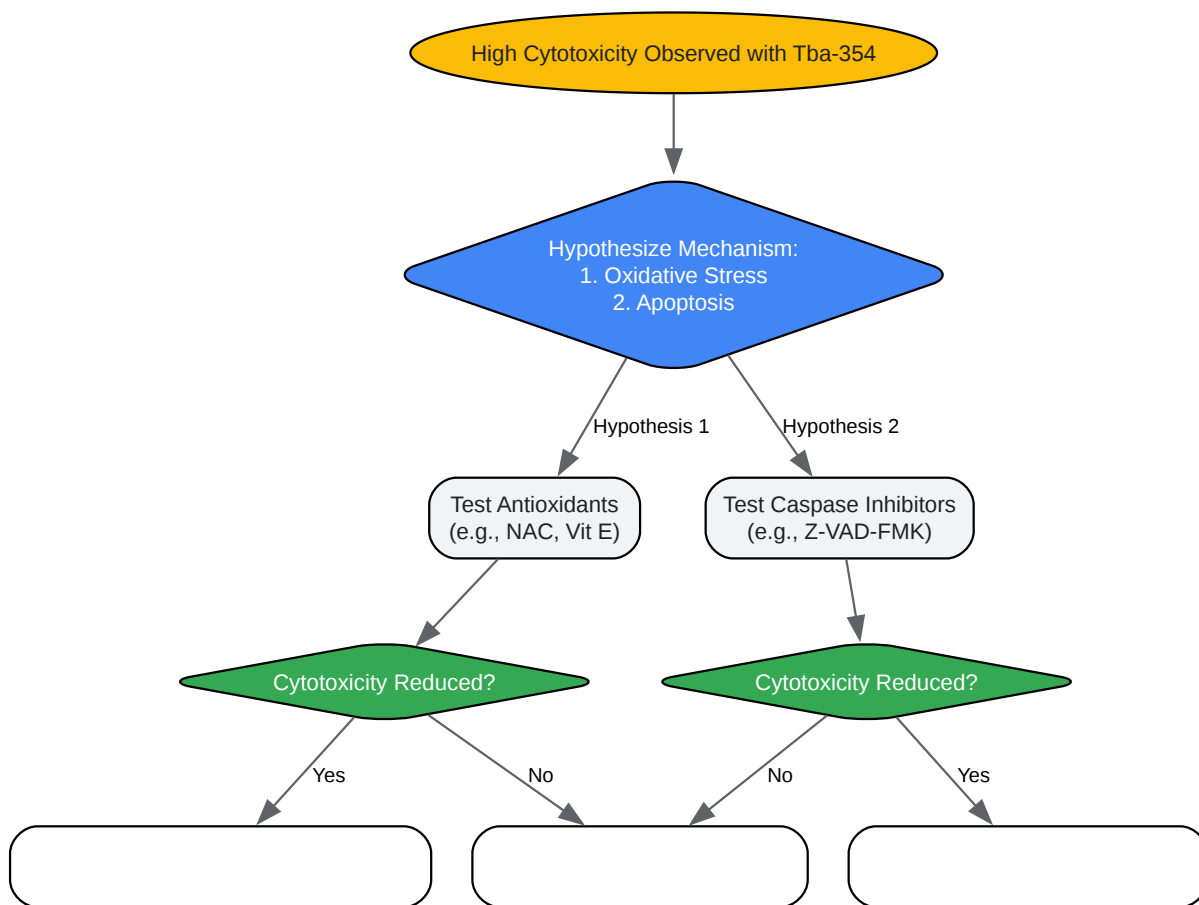 High Cytotoxicity Observed with Tba-354
Hypothesize Mechanism:
1. Oxidative Stress
2. Apoptosis
Hypothesis 1
Hypothesis 2
Test Antioxidants
(e.g., NAC, Vit E)
Test Caspase Inhibitors
(e.g., Z-VAD-FMK)
Cytotoxicity Reduced?
Cytotoxicity Reduced?
Yes
No
No
Yes